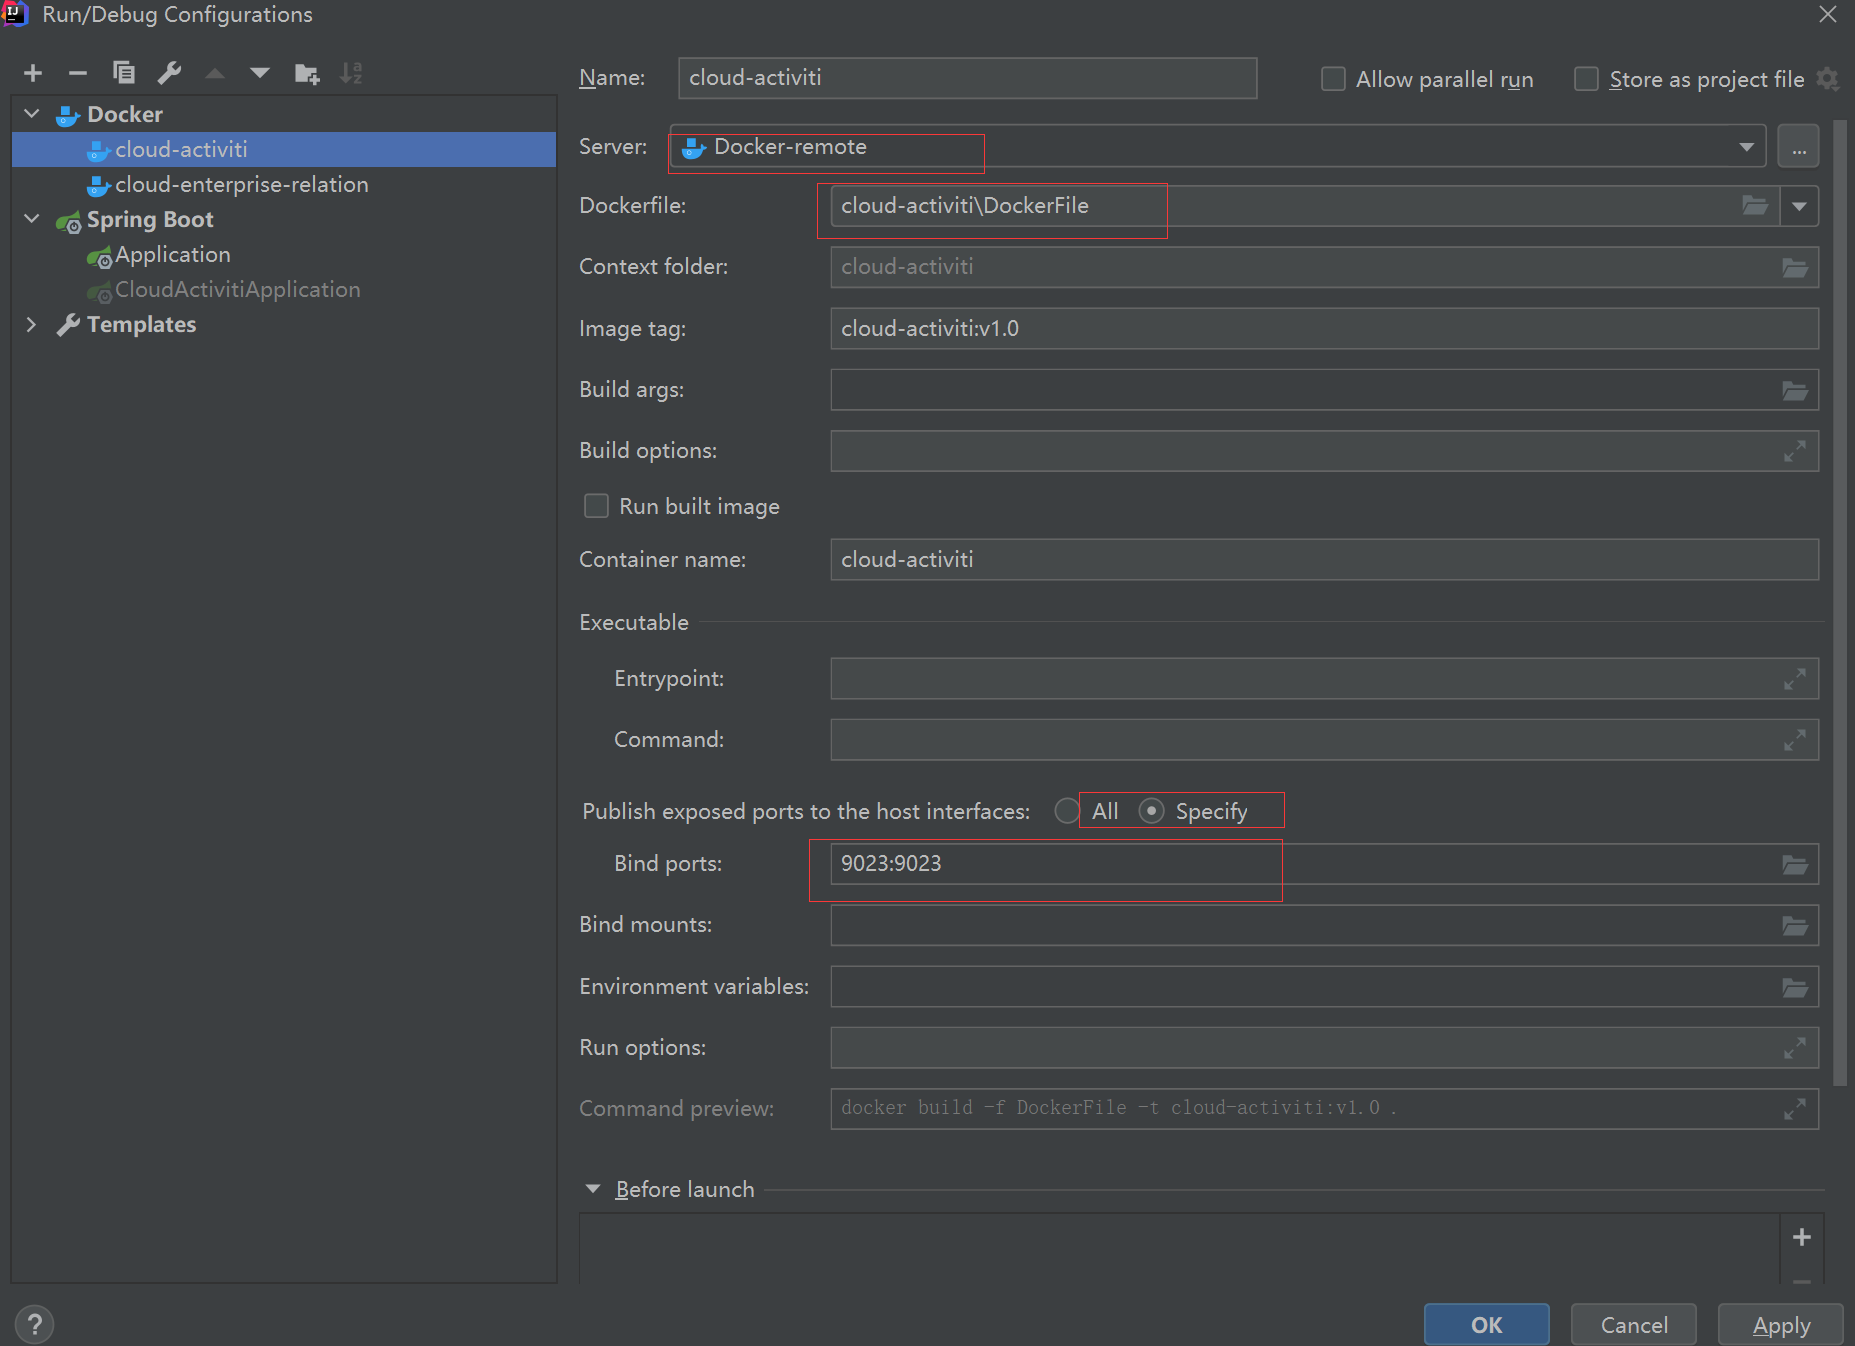 Run/Debug Configurations
Docker
cloud-activiti
cloud-enterprise-relation
Spring Boot
Application
CloudActivitiApplication
Templates
Name: cloud-activiti Allow parallel run Store as project file
Server: Docker-remote ...
Dockerfile: cloud-activiti\DockerFile
Context folder: cloud-activiti
Image tag: cloud-activiti:v1.0
Build args:
Build options:
Run built image
Container name: cloud-activiti
Executable
Entrypoint:
Command:
Publish exposed ports to the host interfaces: All Specify
Bind ports: 9023:9023
Bind mounts:
Environment variables:
Run options:
Command preview: docker build -f DockerFile -t cloud-activiti:v1.0 .
Before launch
? OK Cancel Apply